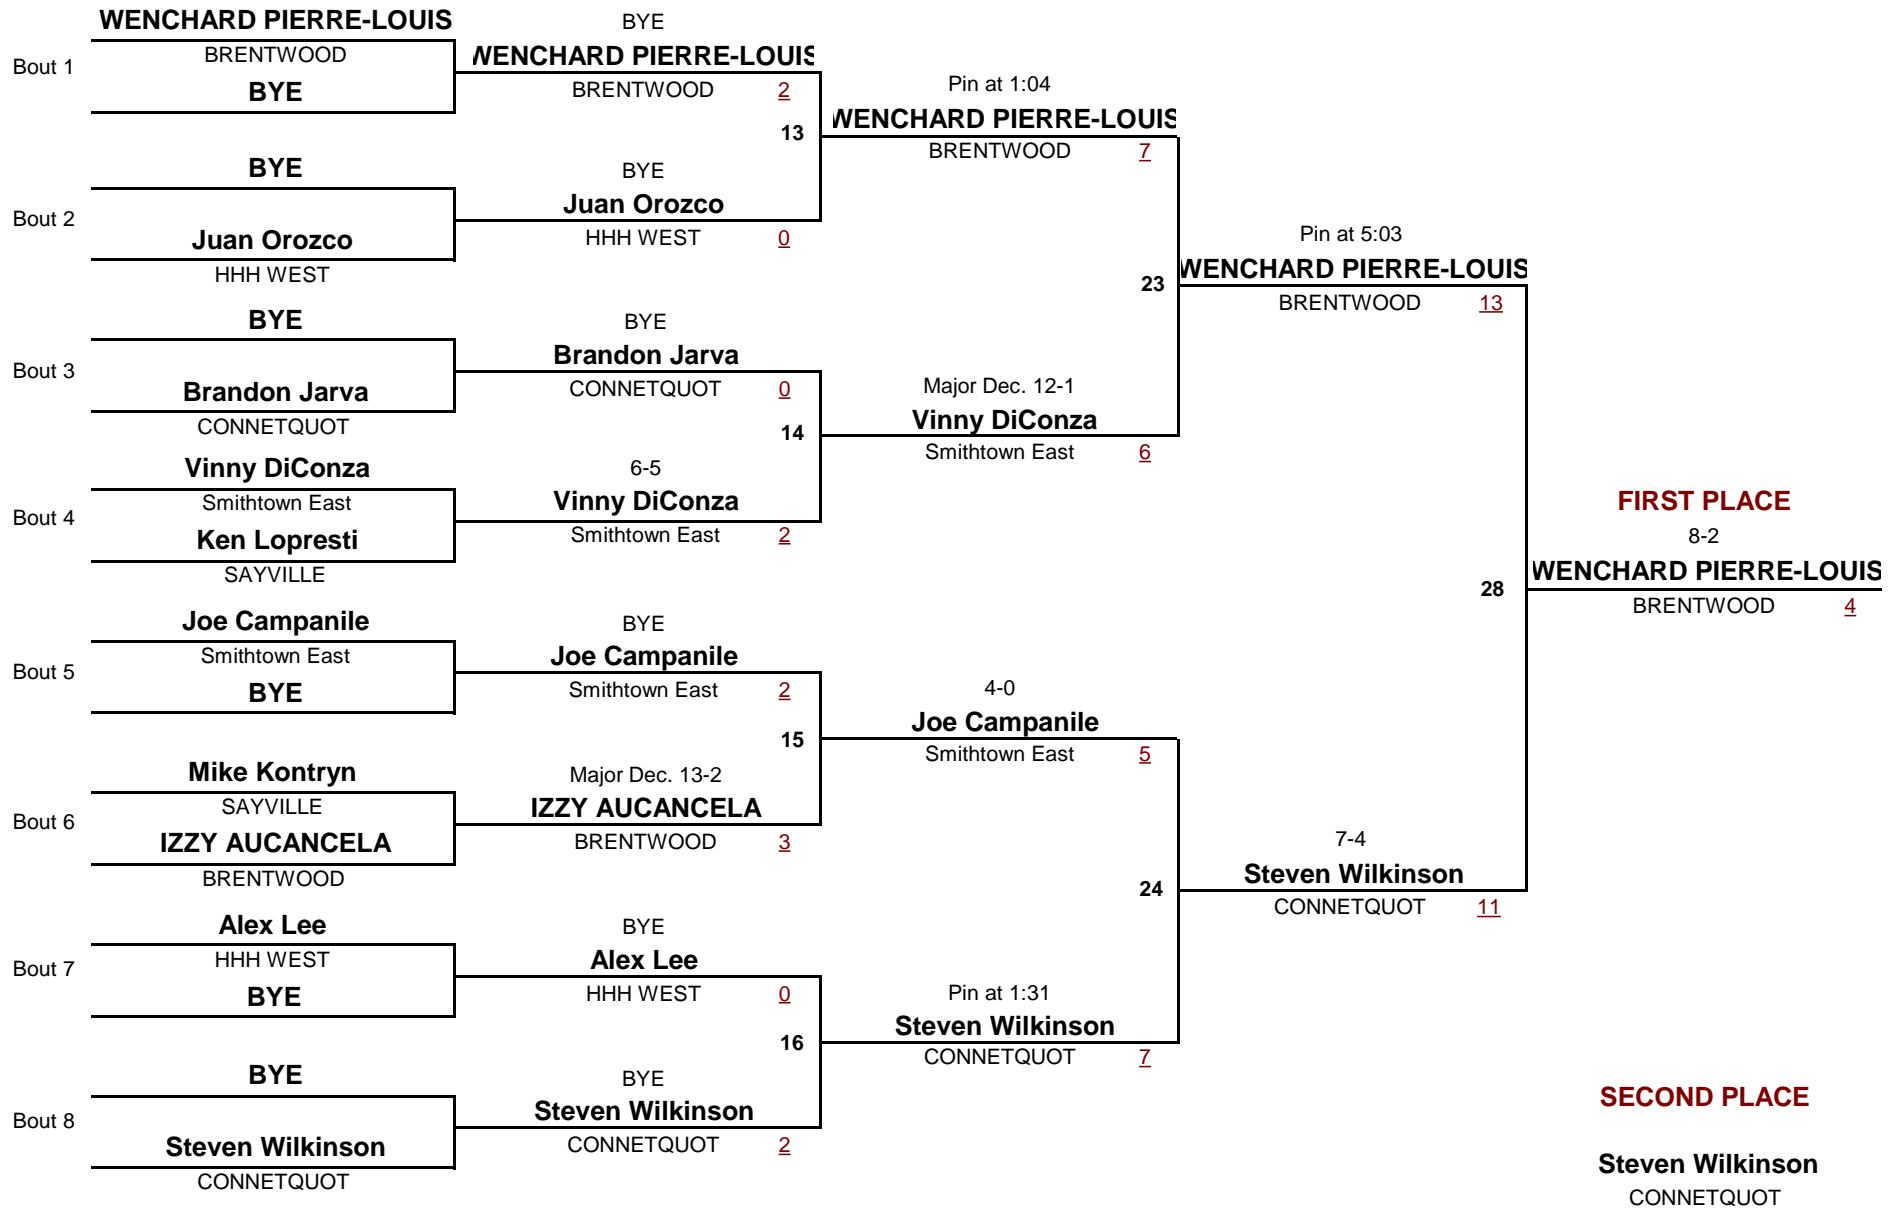 WENCHARD PIERRE-LOUIS
Bout 1
BRENTWOOD
BYE
BYE
Bout 2
Juan Orozco
HHH WEST
BYE
Bout 3
Brandon Jarva
CONNETQUOT
Vinny DiConza
Smithtown East
Bout 4
Ken Lopresti
SAYVILLE
Joe Campanile
Smithtown East
Bout 5
BYE
Mike Kontryn
SAYVILLE
Bout 6
IZZY AUCANCELA
BRENTWOOD
Alex Lee
HHH WEST
Bout 7
BYE
BYE
Bout 8
Steven Wilkinson
CONNETQUOT
BYE
WENCHARD PIERRE-LOUIS
BRENTWOOD 2
13
BYE
Juan Orozco
HHH WEST 0
BYE
Brandon Jarva
CONNETQUOT 0
14
6-5
Vinny DiConza
Smithtown East 2
BYE
Joe Campanile
Smithtown East 2
15
Major Dec. 13-2
IZZY AUCANCELA
BRENTWOOD 3
BYE
Alex Lee
HHH WEST 0
16
BYE
Steven Wilkinson
CONNETQUOT 2
Pin at 1:04
WENCHARD PIERRE-LOUIS
BRENTWOOD 7
23
Major Dec. 12-1
Vinny DiConza
Smithtown East 6
4-0
Joe Campanile
Smithtown East 5
24
Pin at 1:31
Steven Wilkinson
CONNETQUOT 7
Pin at 5:03
WENCHARD PIERRE-LOUIS
BRENTWOOD 13
28
7-4
Steven Wilkinson
CONNETQUOT 11
FIRST PLACE
8-2
WENCHARD PIERRE-LOUIS
BRENTWOOD 4
SECOND PLACE
Steven Wilkinson
CONNETQUOT